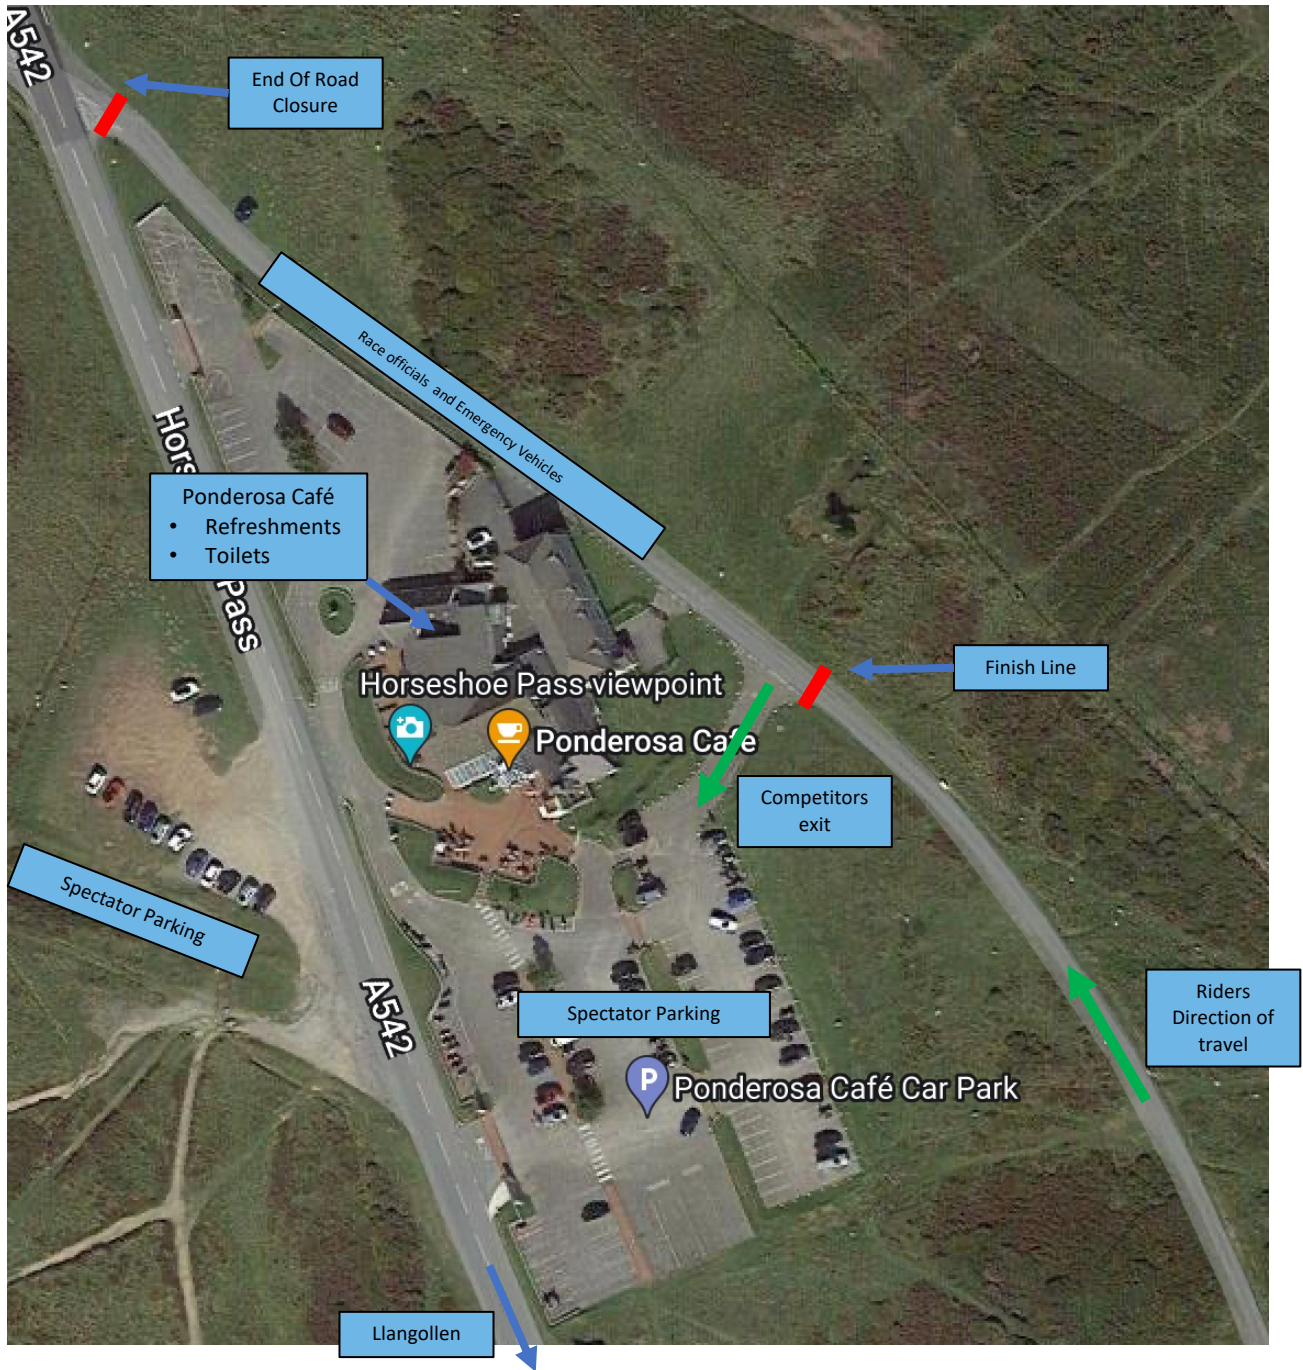 A542
End Of Road
Closure
Race officials and Emergency Vehicles
Ponderosa Café
• Refreshments
• Toilets
Pass
Finish Line
Horseshoe Pass viewpoint
Ponderosa Cafe
Competitors
exit
Spectator Parking
A542
Riders
Direction of
travel
Spectator Parking
P
Ponderosa Café Car Park
Llangollen